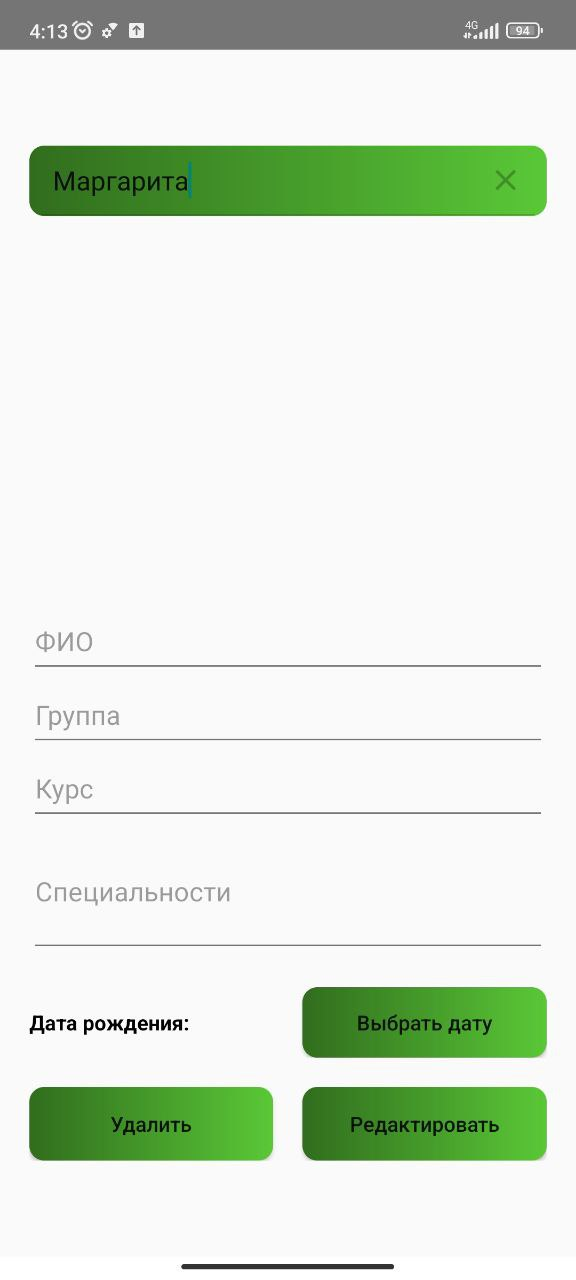 4:13 4G 94
Маргарита
ФИО
Группа
Курс
Специальности
Дата рождения: Выбрать дату
Удалить Редактировать